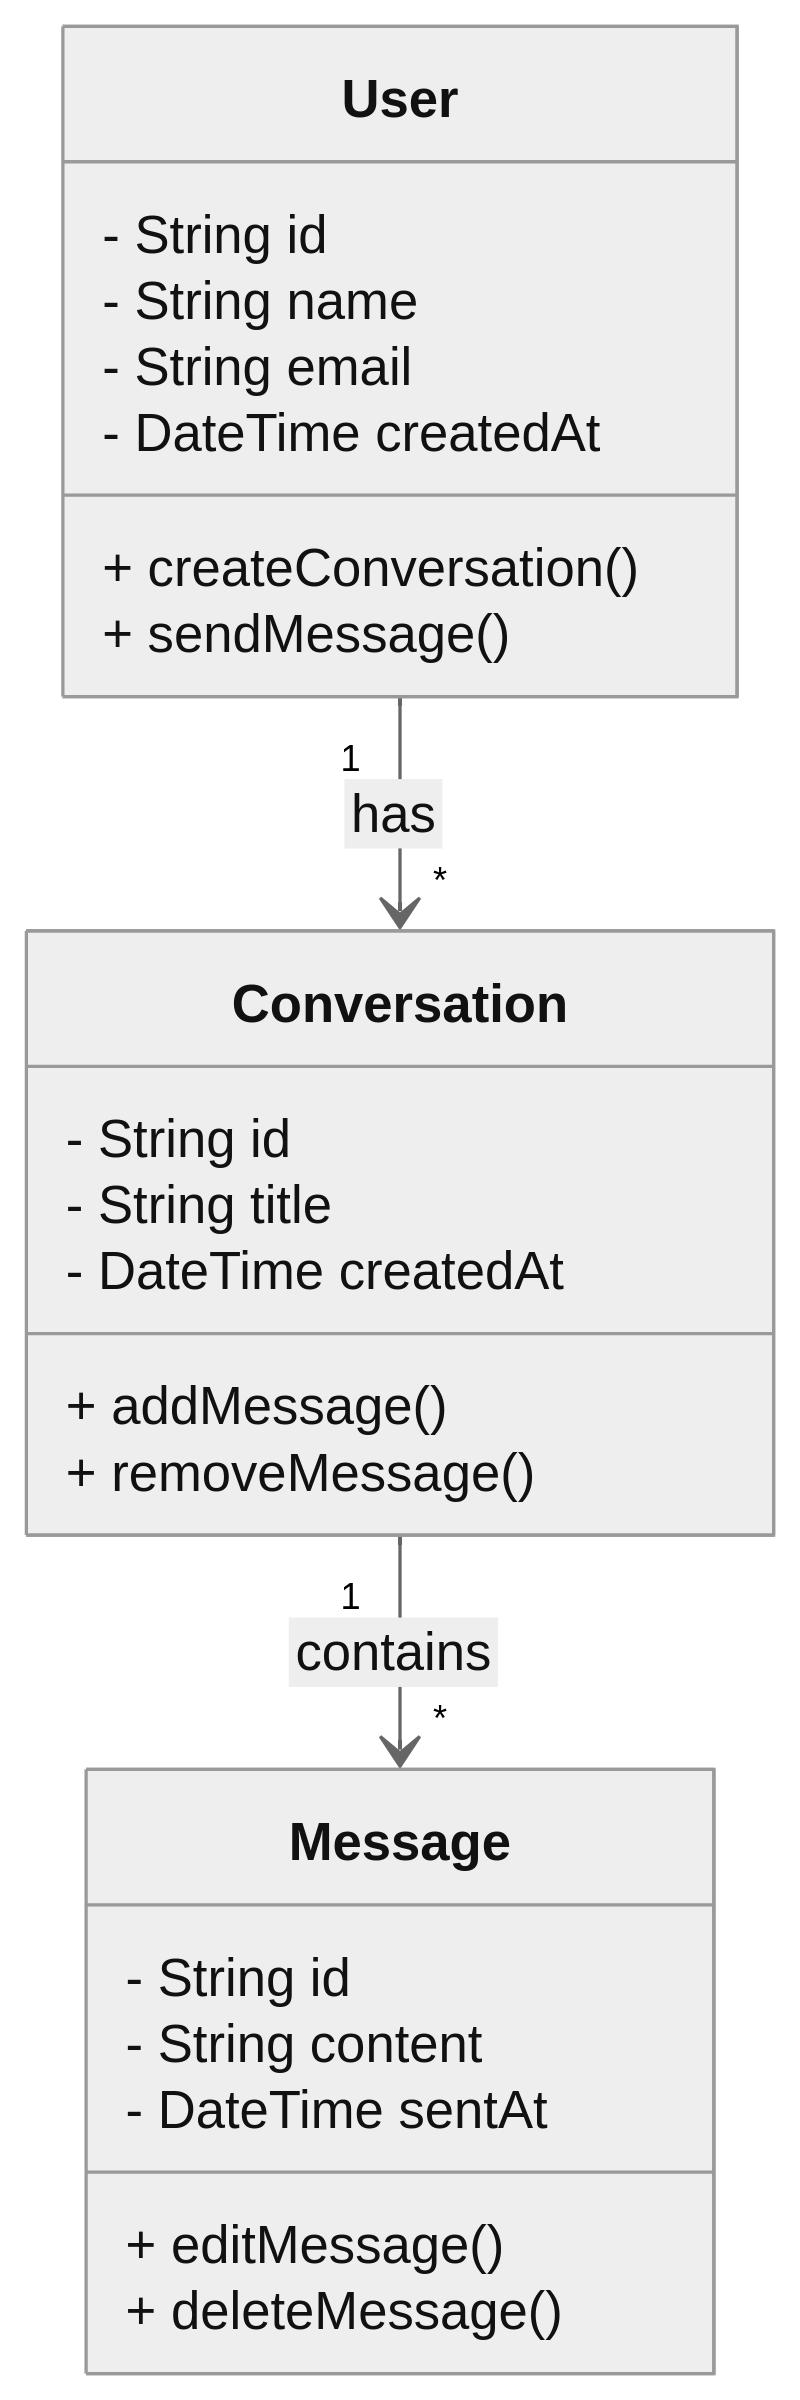 User
- String id
- String name
- String email
- DateTime createdAt
+ createConversation()
+ sendMessage()
1
has
*
Conversation
- String id
- String title
- DateTime createdAt
+ addMessage()
+ removeMessage()
1
contains
*
Message
- String id
- String content
- DateTime sentAt
+ editMessage()
+ deleteMessage()